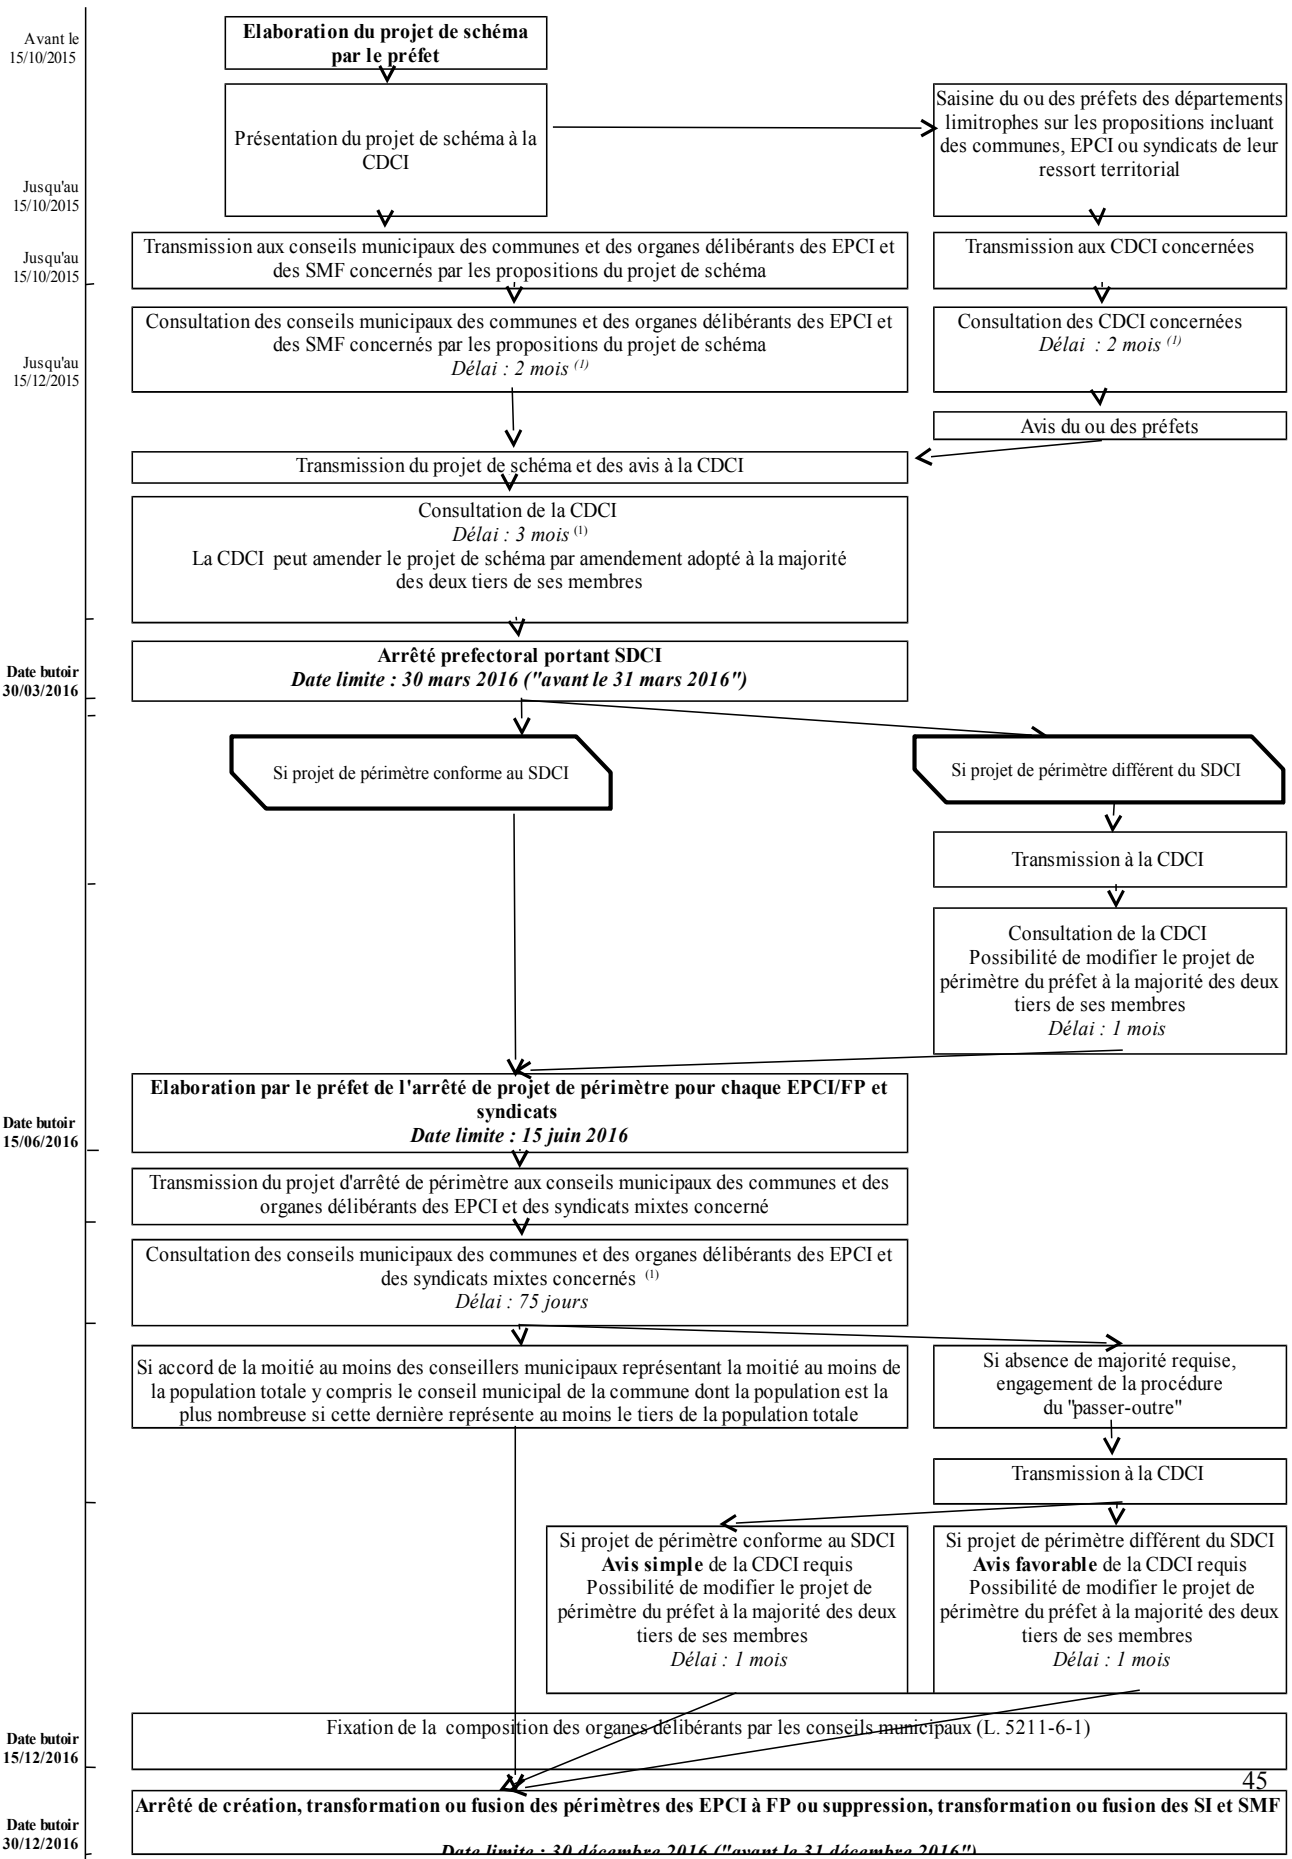 Avant le
15/10/2015
Elaboration du projet de schéma
par le préfet
Présentation du projet de schéma à la
CDCI
Saisine du ou des préfets des départements
limitrophes sur les propositions incluant
des communes, EPCI ou syndicats de leur
ressort territorial
Jusqu'au
15/10/2015
Jusqu'au
15/10/2015
Transmission aux conseils municipaux des communes et des organes délibérants des EPCI et
des SMF concernés par les propositions du projet de schéma
Transmission aux CDCI concernées
Jusqu'au
15/12/2015
Consultation des conseils municipaux des communes et des organes délibérants des EPCI et
des SMF concernés par les propositions du projet de schéma
Délai : 2 mois (1)
Consultation des CDCI concernées
Délai : 2 mois (1)
Avis du ou des préfets
Transmission du projet de schéma et des avis à la CDCI
Consultation de la CDCI
Délai : 3 mois (1)
La CDCI peut amender le projet de schéma par amendement adopté à la majorité
des deux tiers de ses membres
Date butoir
30/03/2016
Arrêté prefectoral portant SDCI
Date limite : 30 mars 2016 ("avant le 31 mars 2016")
Si projet de périmètre conforme au SDCI
Si projet de périmètre différent du SDCI
Transmission à la CDCI
Consultation de la CDCI
Possibilité de modifier le projet de
périmètre du préfet à la majorité des deux
tiers de ses membres
Délai : 1 mois
Date butoir
15/06/2016
Elaboration par le préfet de l'arrêté de projet de périmètre pour chaque EPCI/FP et
syndicats
Date limite : 15 juin 2016
Transmission du projet d'arrêté de périmètre aux conseils municipaux des communes et des
organes délibérants des EPCI et des syndicats mixtes concerné
Consultation des conseils municipaux des communes et des organes délibérants des EPCI et
des syndicats mixtes concernés (1)
Délai : 75 jours
Si accord de la moitié au moins des conseillers municipaux représentant la moitié au moins de
la population totale y compris le conseil municipal de la commune dont la population est la
plus nombreuse si cette dernière représente au moins le tiers de la population totale
Si absence de majorité requise,
engagement de la procédure
du "passer-outre"
Transmission à la CDCI
Si projet de périmètre conforme au SDCI
Avis simple de la CDCI requis
Possibilité de modifier le projet de
périmètre du préfet à la majorité des deux
tiers de ses membres
Délai : 1 mois
Si projet de périmètre différent du SDCI
Avis favorable de la CDCI requis
Possibilité de modifier le projet de
périmètre du préfet à la majorité des deux
tiers de ses membres
Délai : 1 mois
Date butoir
15/12/2016
Fixation de la composition des organes délibérants par les conseils municipaux (L. 5211-6-1)
45
Date butoir
30/12/2016
Arrêté de création, transformation ou fusion des périmètres des EPCI à FP ou suppression, transformation ou fusion des SI et SMF
Date limite : 30 décembre 2016 ("avant le 31 décembre 2016")